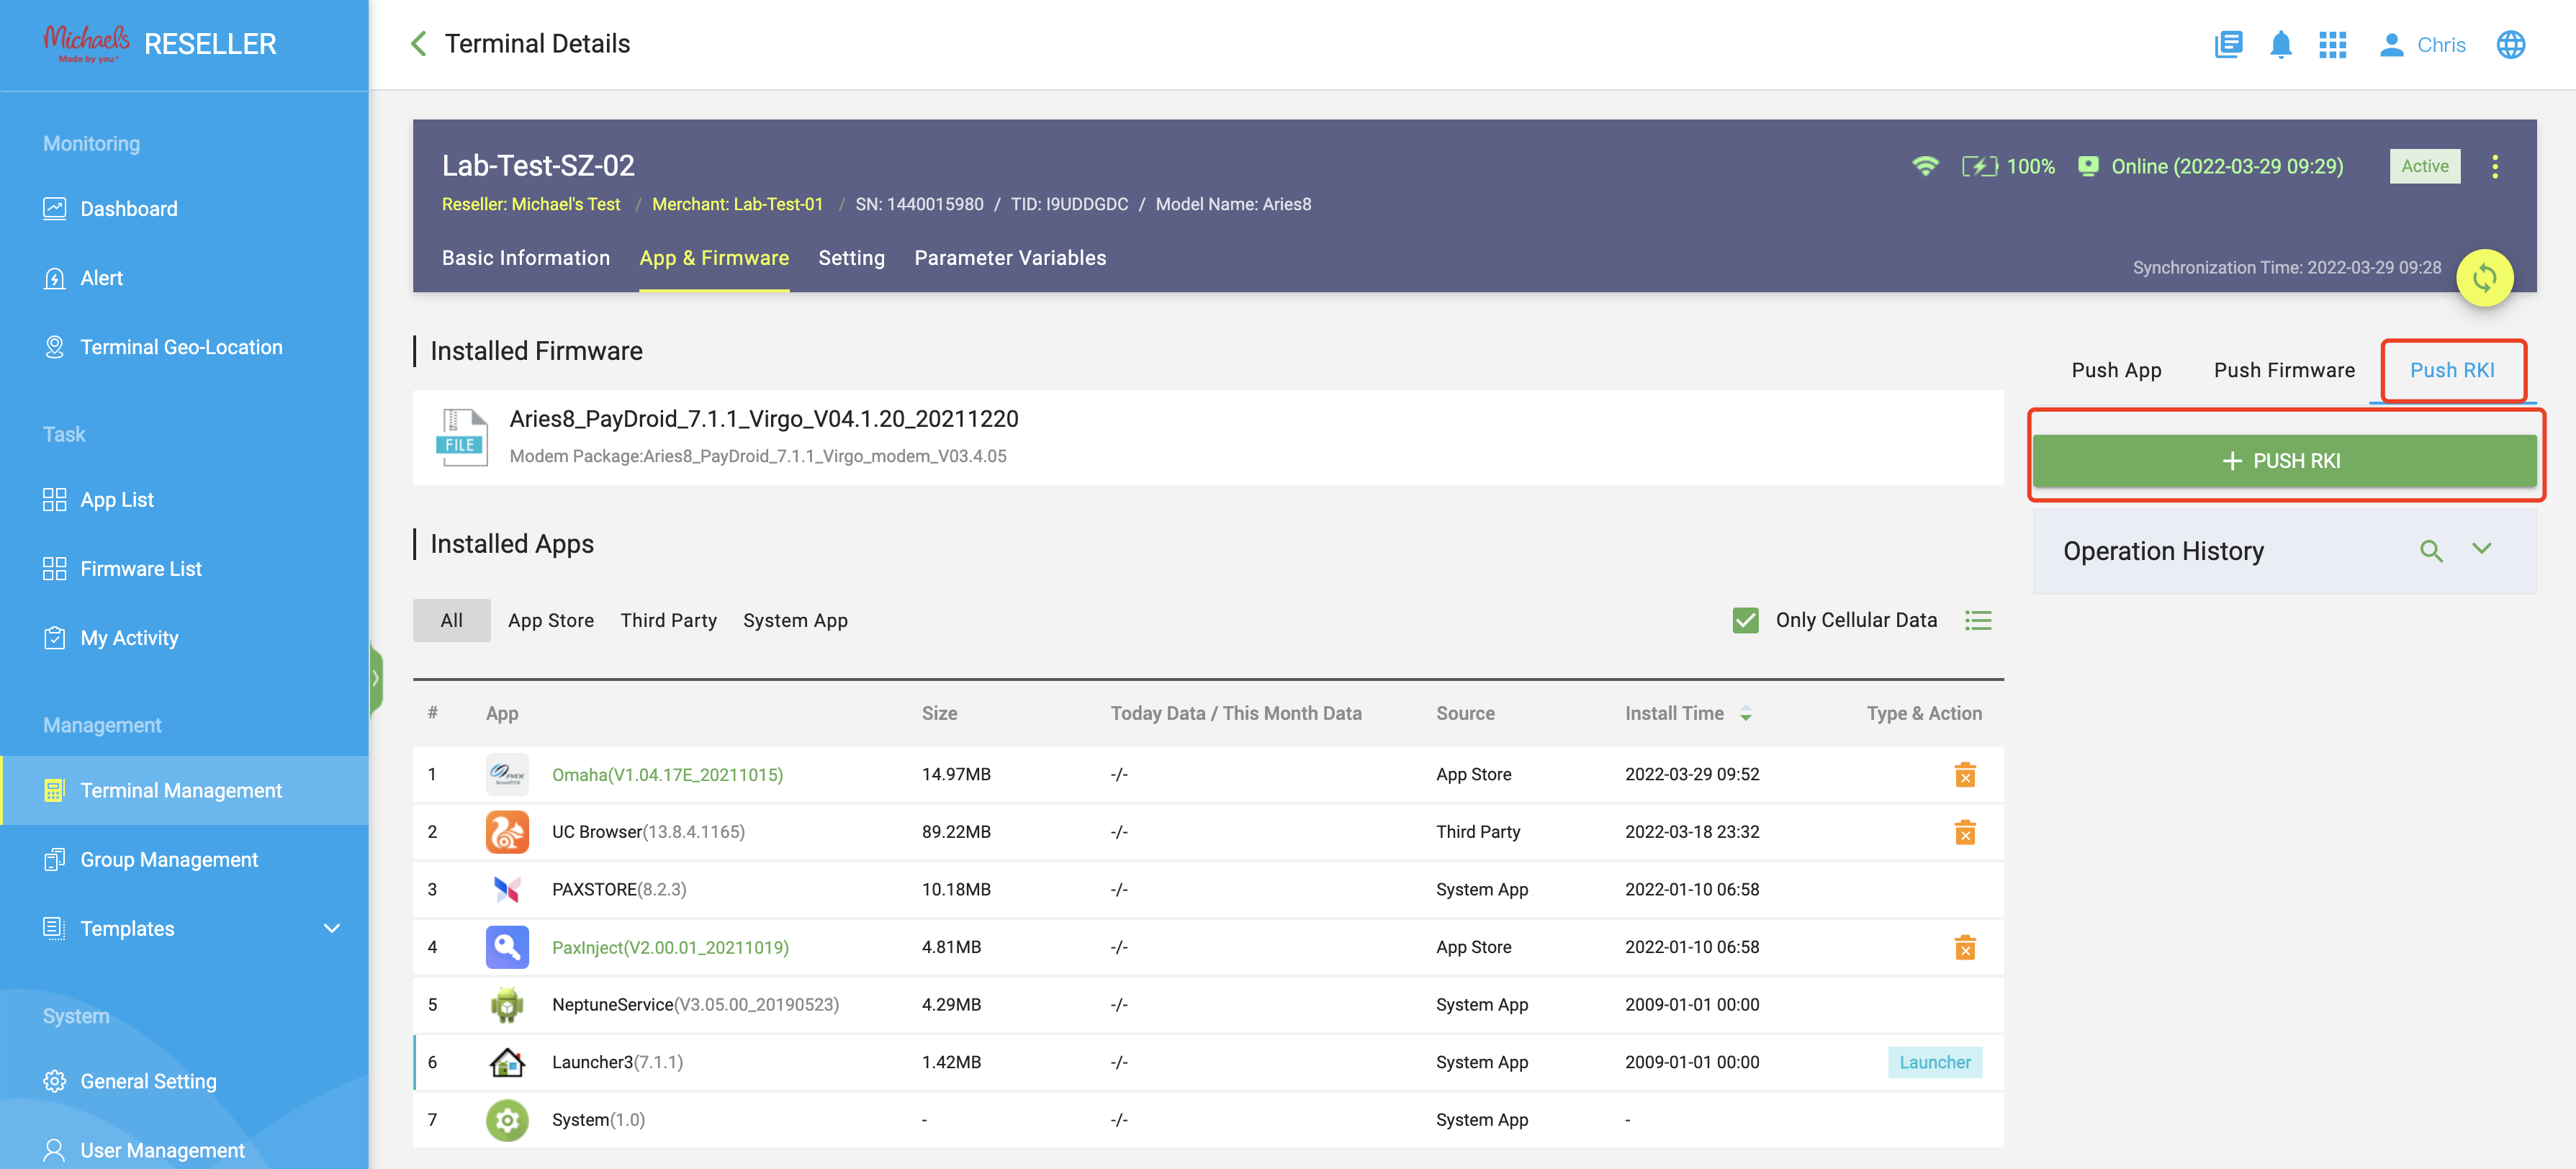 Michaels
Made by you
RESELLER
Terminal Details
Chris
Monitoring
Dashboard
Alert
Terminal Geo-Location
Task
App List
Firmware List
My Activity
Management
Terminal Management
Group Management
Templates
System
General Setting
User Management
Lab-Test-SZ-02
100%
Online (2022-03-29 09:29)
Active
Reseller: Michael's Test / Merchant: Lab-Test-01 / SN: 1440015980 / TID: I9UDDGDC / Model Name: Aries8
Basic Information App & Firmware Setting Parameter Variables
Synchronization Time: 2022-03-29 09:28
Installed Firmware
FILE
Aries8_PayDroid_7.1.1_Virgo_V04.1.20_20211220
Modem Package:Aries8_PayDroid_7.1.1_Virgo_modem_V03.4.05
Push App Push Firmware Push RKI
+ PUSH RKI
Operation History
Installed Apps
All App Store Third Party System App
Only Cellular Data
# App Size Today Data / This Month Data Source Install Time Type & Action
1 Omaha(V1.04.17E_20211015) 14.97MB -/- App Store 2022-03-29 09:52
2 UC Browser(13.8.4.1165) 89.22MB -/- Third Party 2022-03-18 23:32
3 PAXSTORE(8.2.3) 10.18MB -/- System App 2022-01-10 06:58
4 PaxInject(V2.00.01_20211019) 4.81MB -/- App Store 2022-01-10 06:58
5 NeptuneService(V3.05.00_20190523) 4.29MB -/- System App 2009-01-01 00:00
6 Launcher3(7.1.1) 1.42MB -/- System App 2009-01-01 00:00 Launcher
7 System(1.0) - -/- System App -